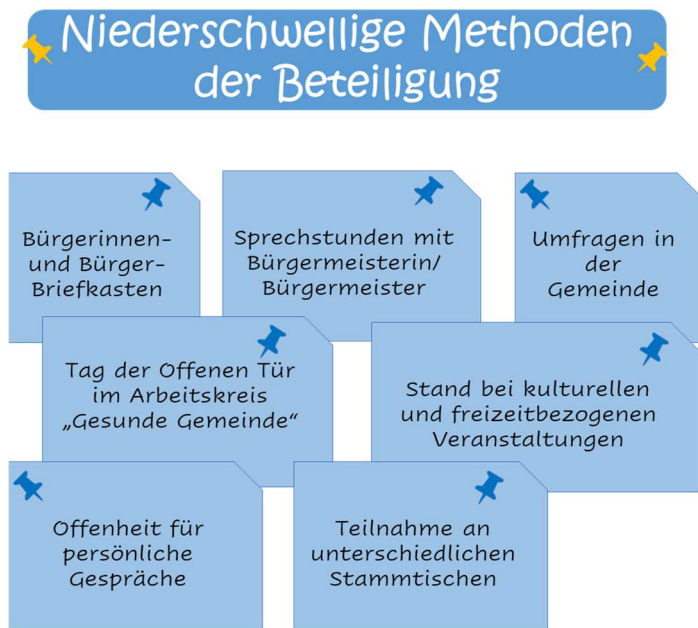 Niederschwellige Methoden
der Beteiligung
Bürgerinnen-
und Bürger-
Briefkasten
Sprechstunden mit
Bürgermeisterin/
Bürgermeister
Umfragen in
der
Gemeinde
Tag der Offenen Tür
im Arbeitskreis
„Gesunde Gemeinde“
Stand bei kulturellen
und freizeitbezogenen
Veranstaltungen
Offenheit für
persönliche
Gespräche
Teilnahme an
unterschiedlichen
Stammtischen